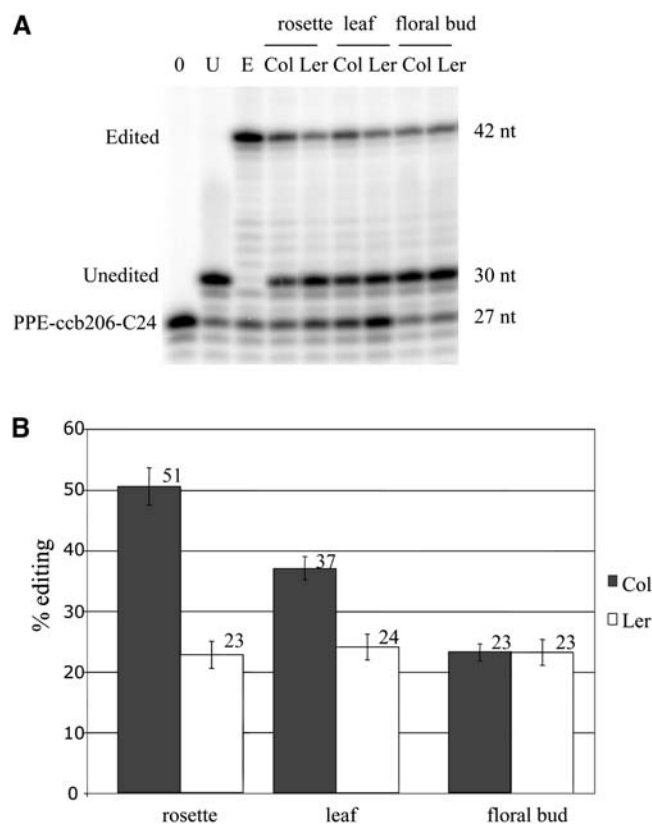 A
rosette leaf floral bud
0 U E Col Ler Col Ler Col Ler
Edited 42 nt
Unedited 30 nt
PPE-ccb206-C24 27 nt
B
60
50
40
30
20
10
0
% editing
51
23
37
24
23
23
Col
Ler
rosette leaf floral bud